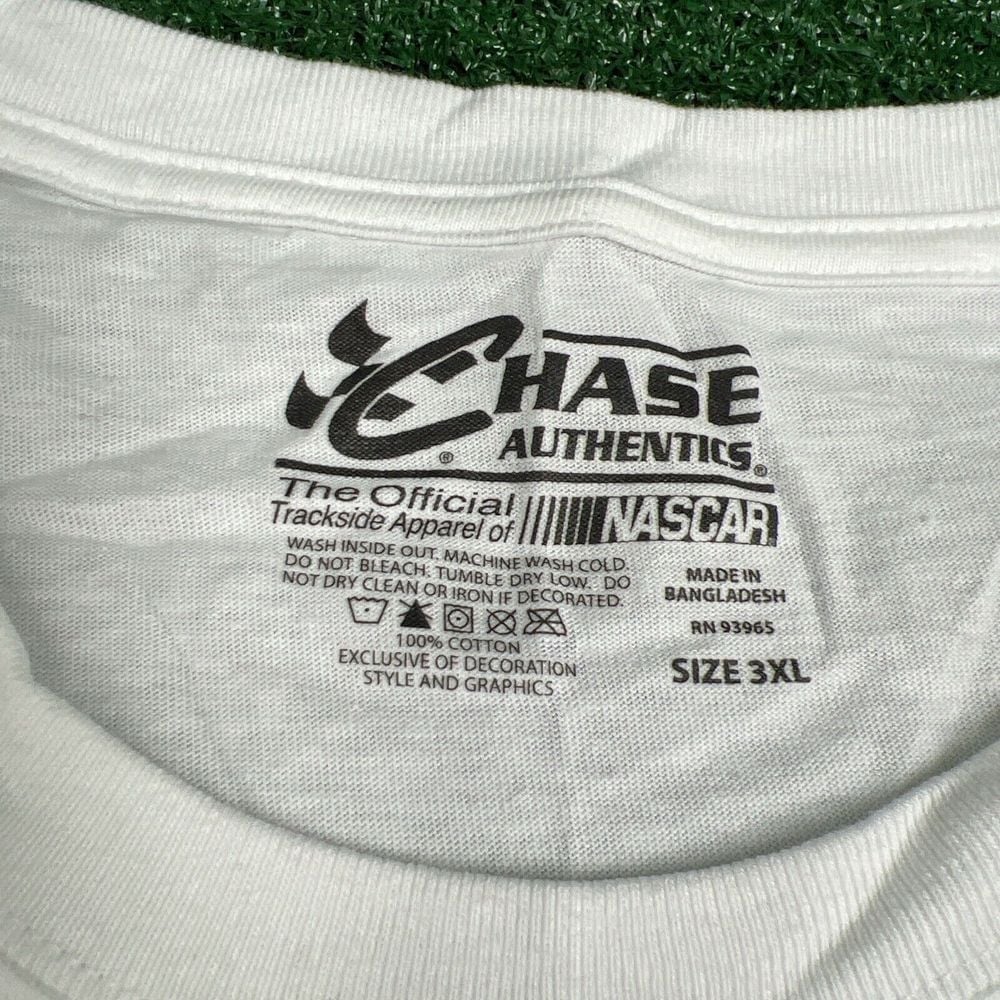 CHASE
AUTHENTICS®
®
The Official
Trackside Apparel of NASCAR
WASH INSIDE OUT. MACHINE WASH COLD.
DO NOT BLEACH. TUMBLE DRY LOW. DO
NOT DRY CLEAN OR IRON IF DECORATED.
100% COTTON
EXCLUSIVE OF DECORATION
STYLE AND GRAPHICS
MADE IN
BANGLADESH
RN 93965
SIZE 3XL